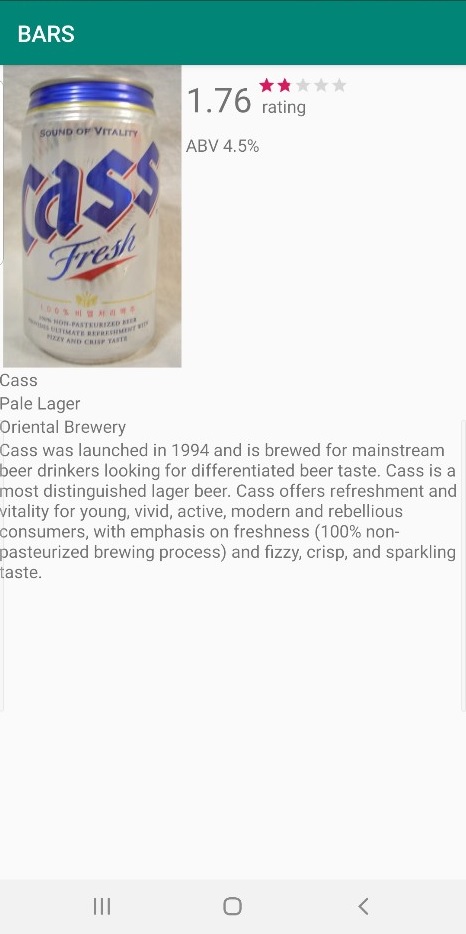 BARS
SOUND OF VITALITY
Cass
Fresh
100% 비열처리맥주
100% NON-PASTEURIZED BEER
ULTIMATE REFRESHMENT WITH
FIZZY AND CRISP TASTE
1.76
rating
ABV 4.5%
Cass
Pale Lager
Oriental Brewery
Cass was launched in 1994 and is brewed for mainstream
beer drinkers looking for differentiated beer taste. Cass is a
most distinguished lager beer. Cass offers refreshment and
vitality for young, vivid, active, modern and rebellious
consumers, with emphasis on freshness (100% non-
pasteurized brewing process) and fizzy, crisp, and sparkling
taste.